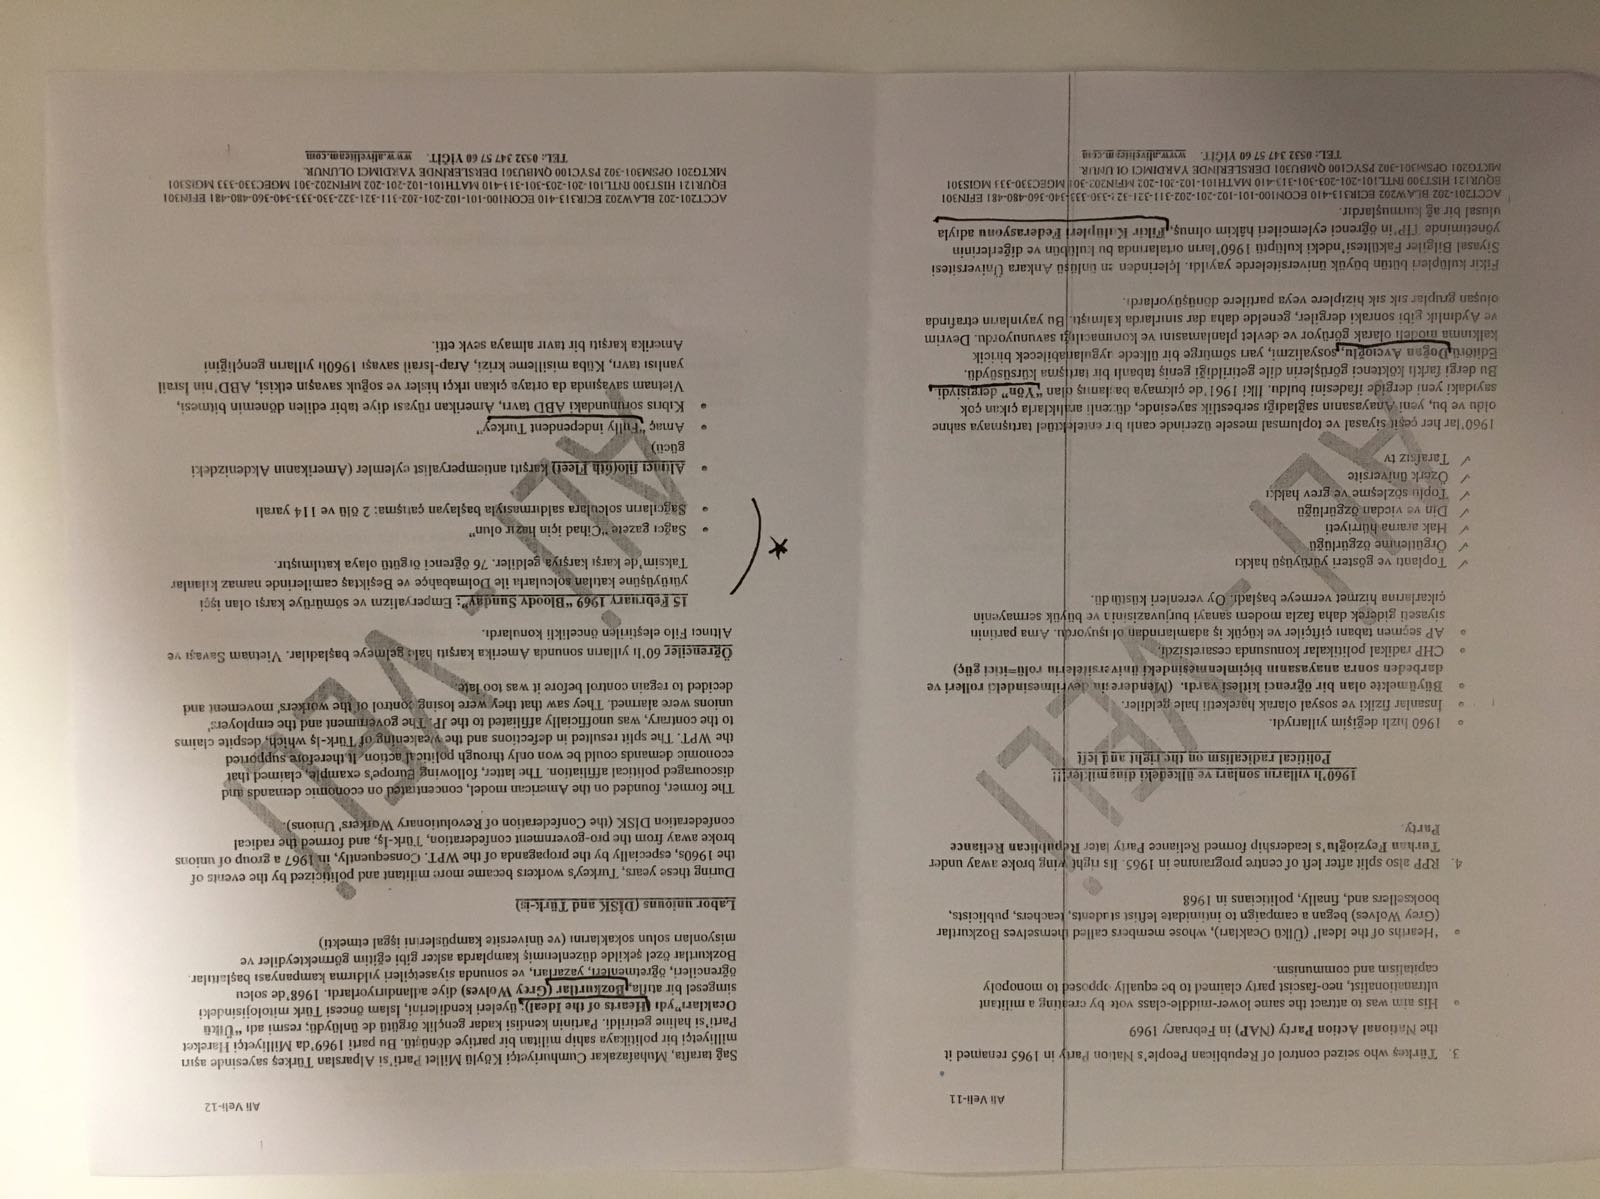 Ali Veli-11
3. Türkeş who seized control of Republican People's Nation Party in 1965 renamed it
the National Action Party (NAP) in February 1969
His aim was to attract the same lower-middle-class vote by creating a militant
ultranationalist, neo-fascist party claimed to be equally opposed to monopoly
capitalism and communism.
'Hearths of the Ideal' (Ülkü Ocakları), whose members called themselves Bozkurtlar
(Grey Wolves) began a campaign to intimidate leftist students, teachers, publicists,
booksellers and, finally, politicians in 1968
4. RPP also split after left of centre programme in 1965. Its right wing broke away under
Turhan Feyzioğlu's leadership formed Reliance Party later Republican Reliance
Party.
1960'lı yılların sonları ve ülkedeki dinamikler!!!
Political radicalism on the right and left
1960 hızlı değişim yıllarıydı.
İnsanlar fiziki ve sosyal olarak hareketli hale geldiler.
Büyümekte olan bir öğrenci kitlesi vardı. (Menderesin devrilmesindeki rolleri ve
darbeden sonra anayasanın biçimlenmesindeki üniversitelerin rolü=itici güç)
CHP radikal politikalar konusunda cesaretsizdi.
AP seçmen tabanı çiftçiler ve küçük iş adamlarından oluşuyordu. Ama partinin
siyaseti giderek daha fazla modern sanayi burjuvazisinin ve büyük sermayenin
çıkarlarına hizmet vermeye başladı. Oy verenleri küstürdü.
✓ Toplantı ve gösteri yürüyüşü hakkı
✓ Örgütlenme özgürlüğü
✓ Hak arama hürriyeti
✓ Din ve vicdan özgürlüğü
✓ Toplu sözleşme ve grev hakkı
✓ Özerk üniversite
✓ Tarafsız tv
1960'lar her çeşit siyasal ve toplumsal mesele üzerinde canlı bir entelektüel tartışmaya sahne
oldu ve bu, yeni Anayasanın sağladığı serbestlik sayesinde, düzenli aralıklarla çıkan çok
sayıdaki yeni dergide ifadesini buldu. İlki 1961'de çıkmaya başlamış olan "Yön" dergisiydi.
Bu dergi farklı köktenci görüşlerin dile getirildiği geniş tabanlı bir tartışma kürsüsüydü.
Editörü Doğan Avcıoğlu, sosyalizmi, yarı sömürge bir ülkede uygulanabilecek biricik
kalkınma modeli olarak görüyor ve devlet planlamasını ve korumacılığı savunuyordu. Devrim
ve Aydınlık gibi sonraki dergiler, genelde daha dar sınırlarda kalmıştı. Bu yayınların etrafında
oluşan gruplar sık sık hiziplere veya partilere dönüşüyorlardı.
Fikir kulüpleri bütün büyük üniversitelerde yayıldı. İçlerinden en ünlüsü Ankara Üniversitesi
Siyasal Bilgiler Fakültesi'ndeki kulüptü 1960'ların ortalarında bu kulübün ve diğerlerinin
yönetiminde TİP'in öğrenci eylemcileri hâkim olmuş, Fikir Kulüpleri Federasyonu adıyla
ulusal bir ağ kurmuşlardır.
ACCT201-202 BLAW202 ECIR313-410 ECON100-101-102-201-202-311-321-322-330-333-340-360-480-481 EFIN301
EQUR121 HIST300 INTL101-201-203-301-313-410 MATH101-102-201-202 MFIN202-301 MGEC330-333 MGIS301
MKTG201 OPSM301-302 PSYC100 QMBU301 DERSLERİNDE YARDIMCI OLUNUR.
TEL: 0532 347 57 60 YİĞİT. www.aliveliteam.com
ALİ - VELİ
Ali Veli-12
Sağ tarafta, Muhafazakar Cumhuriyetçi Köylü Millet Parti'si Alparslan Türkeş sayesinde aşırı
milliyetçi bir politikaya sahip militan bir partiye dönüştü. Bu parti 1969'da Milliyetçi Hareket
Parti'si haline getirildi. Partinin kendisi kadar gençlik örgütü de ünlüydü; resmi adı "Ülkü
Ocakları"ydı (Hearts of the Ideal); üyeleri kendilerini, İslam öncesi Türk mitolojisindeki
simgesel bir atıfla, Bozkurtlar (Grey Wolves) diye adlandırıyorlardı. 1968'de solcu
öğrencileri, öğretmenleri, yazarları, ve sonunda siyasetçileri yıldırma kampanyası başlattılar.
Bozkurtlar özel şekilde düzenlenmiş kamplarda asker gibi eğitim görmekteydiler ve
misyonları solun sokaklarını (ve üniversite kampüslerini işgal etmekti)
Labor uniouns (DİSK and Türk-is)
During these years, Turkey's workers became more militant and politicized by the events of
the 1960s, especially by the propaganda of the WPT. Consequently, in 1967 a group of unions
broke away from the pro-government confederation, Türk-İş, and formed the radical
confederation DİSK (the Confederation of Revolutionary Workers' Unions).
The former, founded on the American model, concentrated on economic demands and
discouraged political affiliation. The latter, following Europe's example, claimed that
economic demands could be won only through political action. It therefore supported
the WPT. The split resulted in defections and the weakening of Türk-İş which, despite claims
to the contrary, was unofficially affiliated to the JP. The government and the employers'
unions were alarmed. They saw that they were losing control of the workers' movement and
decided to regain control before it was too late.
Öğrenciler 60'lı yılların sonunda Amerika karşıtı hale gelmeye başladılar. Vietnam Savaşı ve
Altıncı Filo eleştirilen öncelikli konulardı.
15 February 1969 "Bloody Sunday": Emperyalizm ve sömürüye karşı olan işçi
yürüyüşüne katılan solcularla ile Dolmabahçe ve Beşiktaş camilerinde namaz kılanlar
Taksim'de karşı karşıya geldiler. 76 öğrenci örgütü olaya katılmıştır.
Sağcı gazete "Cihad için hazır olun"
Sağcıların solculara saldırmasıyla başlayan çatışma: 2 ölü ve 114 yaralı
Altıncı filo(6th Fleet) karşıtı antiemperyalist eylemler (Amerikanın Akdenizdeki
gücü)
Amaç "Fully independent Turkey"
Kıbrıs sorunundaki ABD tavrı, Amerikan rüyası diye tabir edilen dönemin bitmesi,
Vietnam savaşında da ortaya çıkan ırkçı hisler ve soğuk savaşın etkisi, ABD'nin İsrail
yanlısı tavrı, Küba misilleme krizi, Arap-İsrail savaşı 1960lı yılların gençliğini
Amerika karşıtı bir tavır almaya sevk etti.
ACCT201-202 BLAW202 ECIR313-410 ECON100-101-102-201-202-311-321-322-330-333-340-360-480-481 EFIN301
EQUR121 HIST300 INTL101-201-203-301-313-410 MATH101-102-201-202 MFIN202-301 MGEC330-333 MGIS301
MKTG201 OPSM301-302 PSYC100 QMBU301 DERSLERİNDE YARDIMCI OLUNUR.
TEL: 0532 347 57 60 YİĞİT. www.aliveliteam.com
ALİ - VELİ